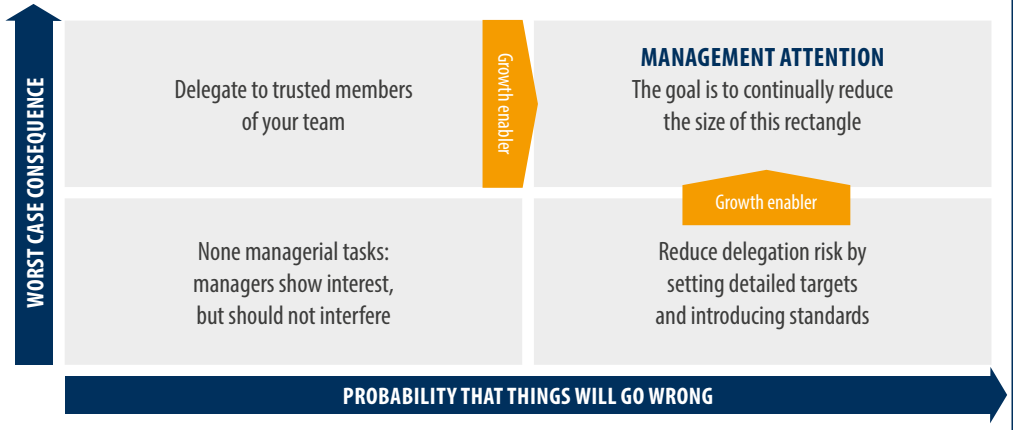 WORST CASE CONSEQUENCE
Delegate to trusted members
of your team
Growth enabler
MANAGEMENT ATTENTION
The goal is to continually reduce
the size of this rectangle
None managerial tasks:
managers show interest,
but should not interfere
Growth enabler
Reduce delegation risk by
setting detailed targets
and introducing standards
PROBABILITY THAT THINGS WILL GO WRONG